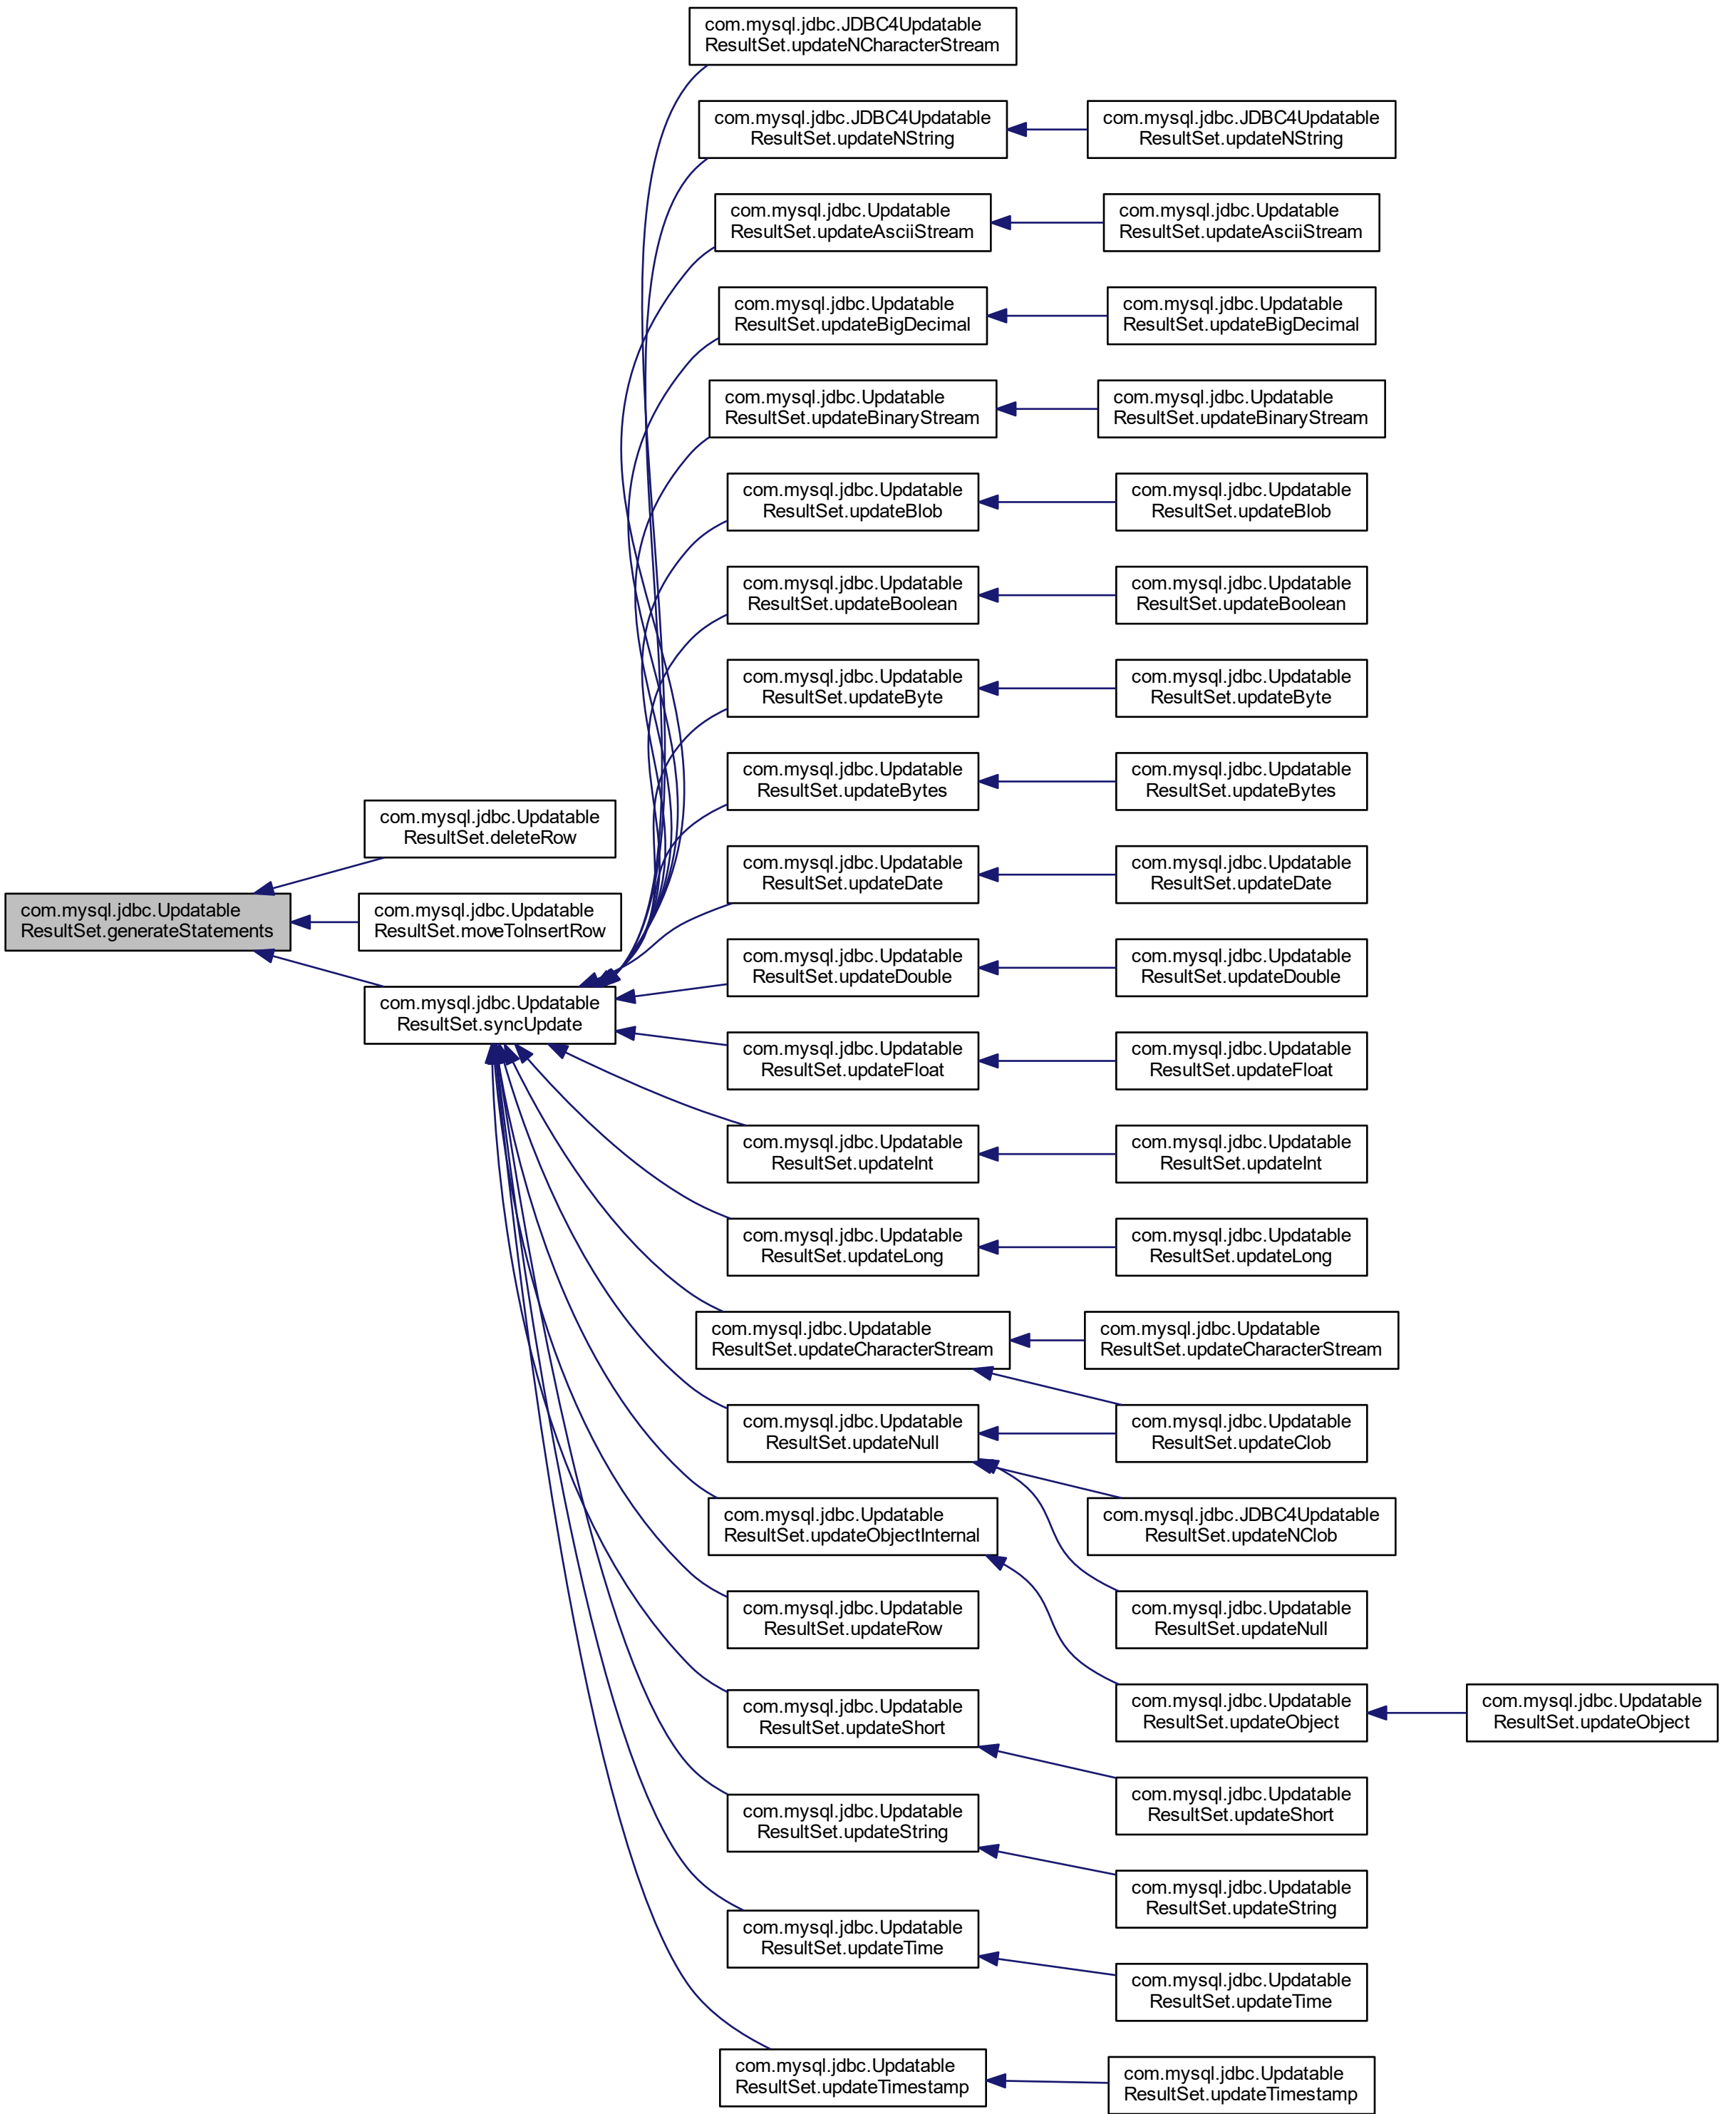 com.mysql.jdbc.JDBC4Updatable
ResultSet.updateNCharacterStream
com.mysql.jdbc.JDBC4Updatable
ResultSet.updateNString
com.mysql.jdbc.JDBC4Updatable
ResultSet.updateNString
com.mysql.jdbc.Updatable
ResultSet.updateAsciiStream
com.mysql.jdbc.Updatable
ResultSet.updateAsciiStream
com.mysql.jdbc.Updatable
ResultSet.updateBigDecimal
com.mysql.jdbc.Updatable
ResultSet.updateBigDecimal
com.mysql.jdbc.Updatable
ResultSet.updateBinaryStream
com.mysql.jdbc.Updatable
ResultSet.updateBinaryStream
com.mysql.jdbc.Updatable
ResultSet.updateBlob
com.mysql.jdbc.Updatable
ResultSet.updateBlob
com.mysql.jdbc.Updatable
ResultSet.updateBoolean
com.mysql.jdbc.Updatable
ResultSet.updateBoolean
com.mysql.jdbc.Updatable
ResultSet.updateByte
com.mysql.jdbc.Updatable
ResultSet.updateByte
com.mysql.jdbc.Updatable
ResultSet.updateBytes
com.mysql.jdbc.Updatable
ResultSet.updateBytes
com.mysql.jdbc.Updatable
ResultSet.deleteRow
com.mysql.jdbc.Updatable
ResultSet.updateDate
com.mysql.jdbc.Updatable
ResultSet.updateDate
com.mysql.jdbc.Updatable
ResultSet.generateStatements
com.mysql.jdbc.Updatable
ResultSet.moveToInsertRow
com.mysql.jdbc.Updatable
ResultSet.updateDouble
com.mysql.jdbc.Updatable
ResultSet.updateDouble
com.mysql.jdbc.Updatable
ResultSet.syncUpdate
com.mysql.jdbc.Updatable
ResultSet.updateFloat
com.mysql.jdbc.Updatable
ResultSet.updateFloat
com.mysql.jdbc.Updatable
ResultSet.updateInt
com.mysql.jdbc.Updatable
ResultSet.updateInt
com.mysql.jdbc.Updatable
ResultSet.updateLong
com.mysql.jdbc.Updatable
ResultSet.updateLong
com.mysql.jdbc.Updatable
ResultSet.updateCharacterStream
com.mysql.jdbc.Updatable
ResultSet.updateCharacterStream
com.mysql.jdbc.Updatable
ResultSet.updateNull
com.mysql.jdbc.Updatable
ResultSet.updateClob
com.mysql.jdbc.Updatable
ResultSet.updateObjectInternal
com.mysql.jdbc.JDBC4Updatable
ResultSet.updateNClob
com.mysql.jdbc.Updatable
ResultSet.updateRow
com.mysql.jdbc.Updatable
ResultSet.updateNull
com.mysql.jdbc.Updatable
ResultSet.updateShort
com.mysql.jdbc.Updatable
ResultSet.updateObject
com.mysql.jdbc.Updatable
ResultSet.updateObject
com.mysql.jdbc.Updatable
ResultSet.updateString
com.mysql.jdbc.Updatable
ResultSet.updateShort
com.mysql.jdbc.Updatable
ResultSet.updateString
com.mysql.jdbc.Updatable
ResultSet.updateTime
com.mysql.jdbc.Updatable
ResultSet.updateTime
com.mysql.jdbc.Updatable
ResultSet.updateTimestamp
com.mysql.jdbc.Updatable
ResultSet.updateTimestamp